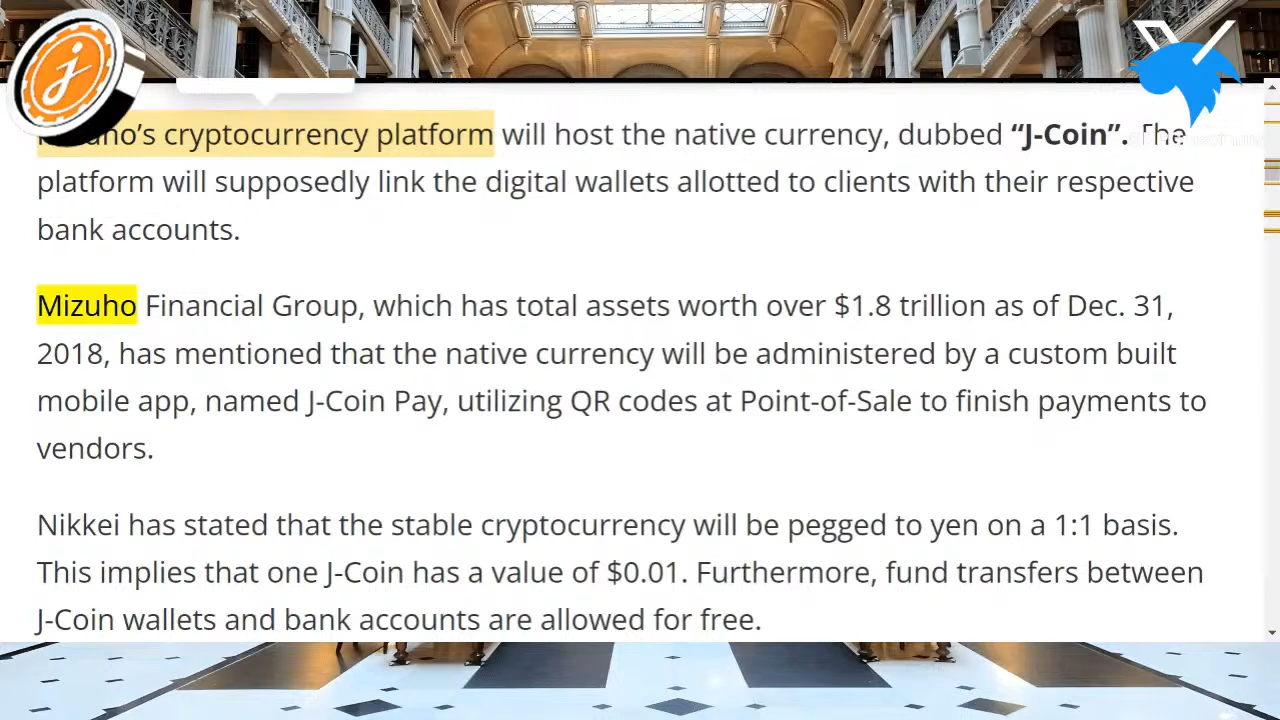 cryptocurrency platform will host the native currency, dubbed “J-Coin”. The
platform will supposedly link the digital wallets allotted to clients with their respective
bank accounts.
Mizuho Financial Group, which has total assets worth over $1.8 trillion as of Dec. 31,
2018, has mentioned that the native currency will be administered by a custom built
mobile app, named J-Coin Pay, utilizing QR codes at Point-of-Sale to finish payments to
vendors.
Nikkei has stated that the stable cryptocurrency will be pegged to yen on a 1:1 basis.
This implies that one J-Coin has a value of $0.01. Furthermore, fund transfers between
J-Coin wallets and bank accounts are allowed for free.